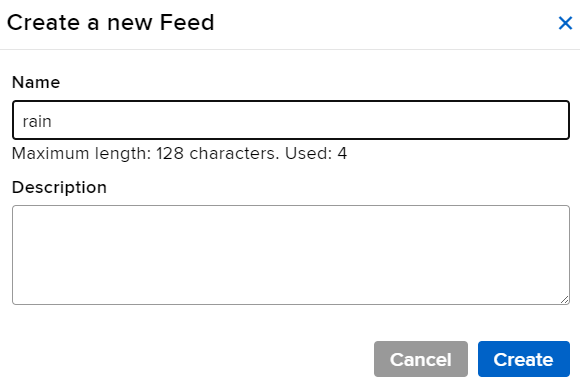 Create a new Feed
Name
rain
Maximum length: 128 characters. Used: 4
Description
Cancel Create